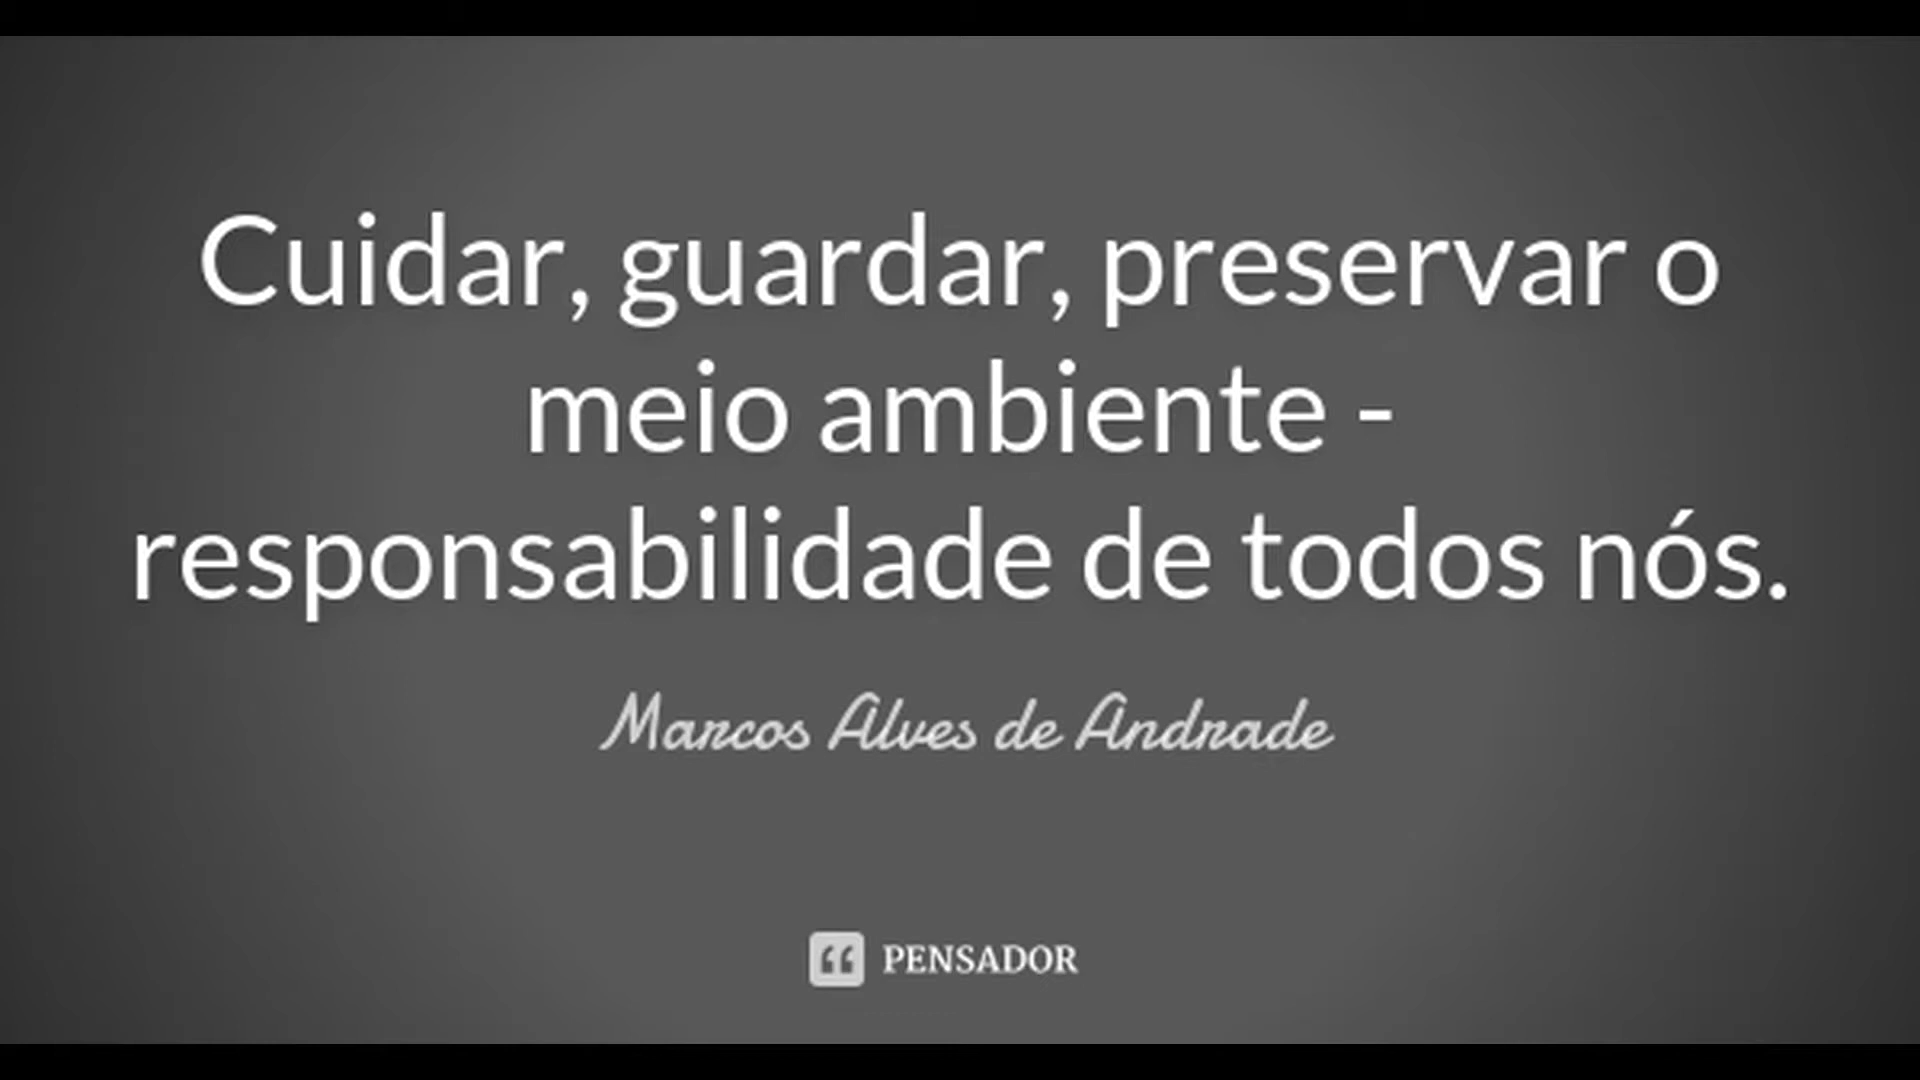 Cuidar, guardar, preservar o
meio ambiente -
responsabilidade de todos nós.
Marcos Alves de Andrade
PENSADOR